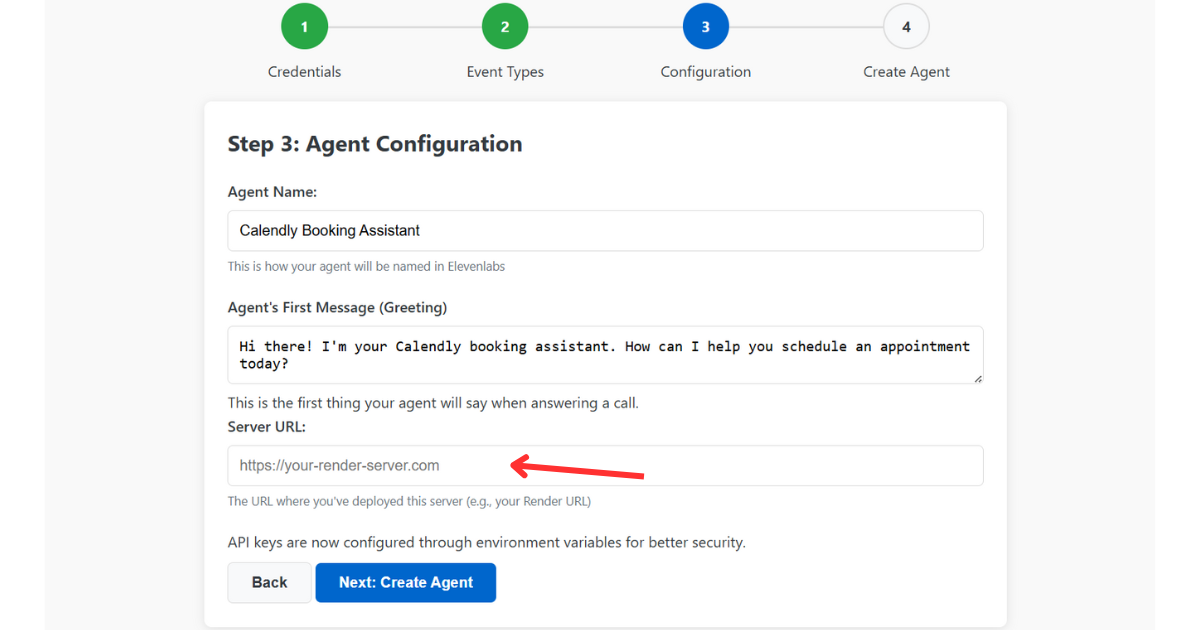 1
2
3
4
Credentials
Event Types
Configuration
Create Agent
Step 3: Agent Configuration
Agent Name:
Calendly Booking Assistant
This is how your agent will be named in Elevenlabs
Agent's First Message (Greeting)
Hi there! I'm your Calendly booking assistant. How can I help you schedule an appointment
today?
This is the first thing your agent will say when answering a call.
Server URL:
https://your-render-server.com
The URL where you've deployed this server (e.g., your Render URL)
API keys are now configured through environment variables for better security.
Back
Next: Create Agent